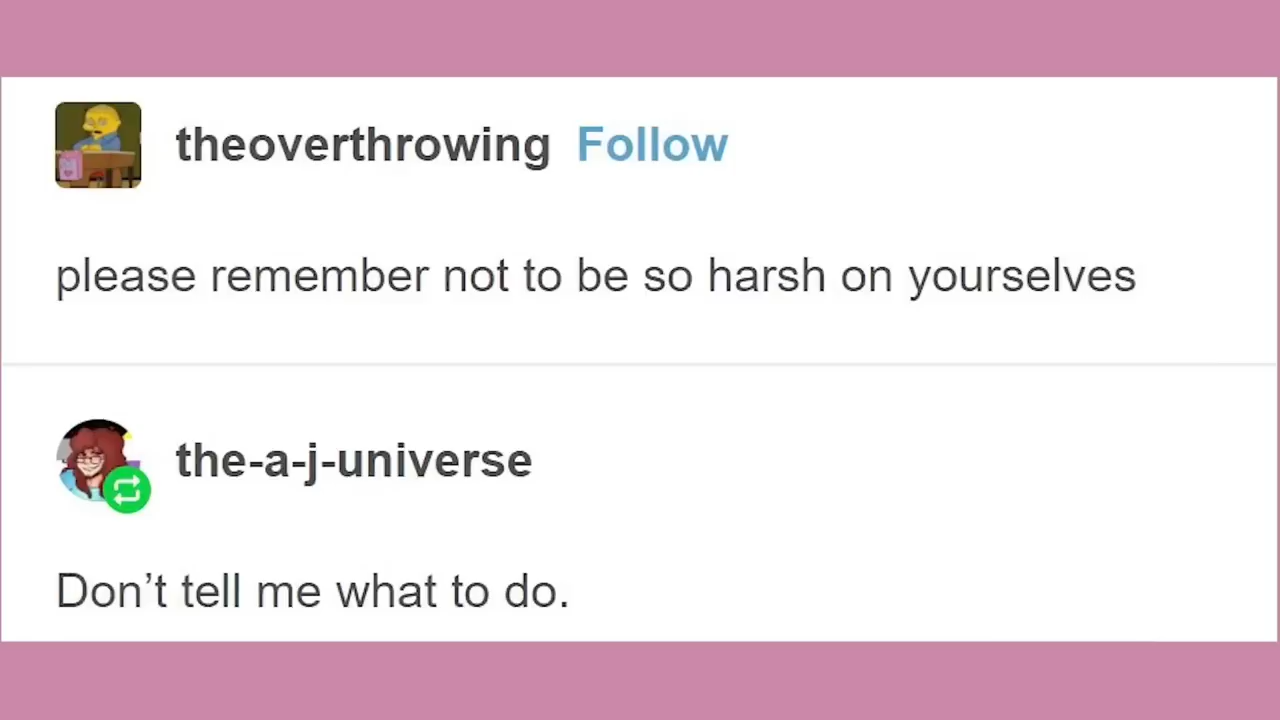 theoverthrowing Follow
please remember not to be so harsh on yourselves
the-a-j-universe
Don’t tell me what to do.